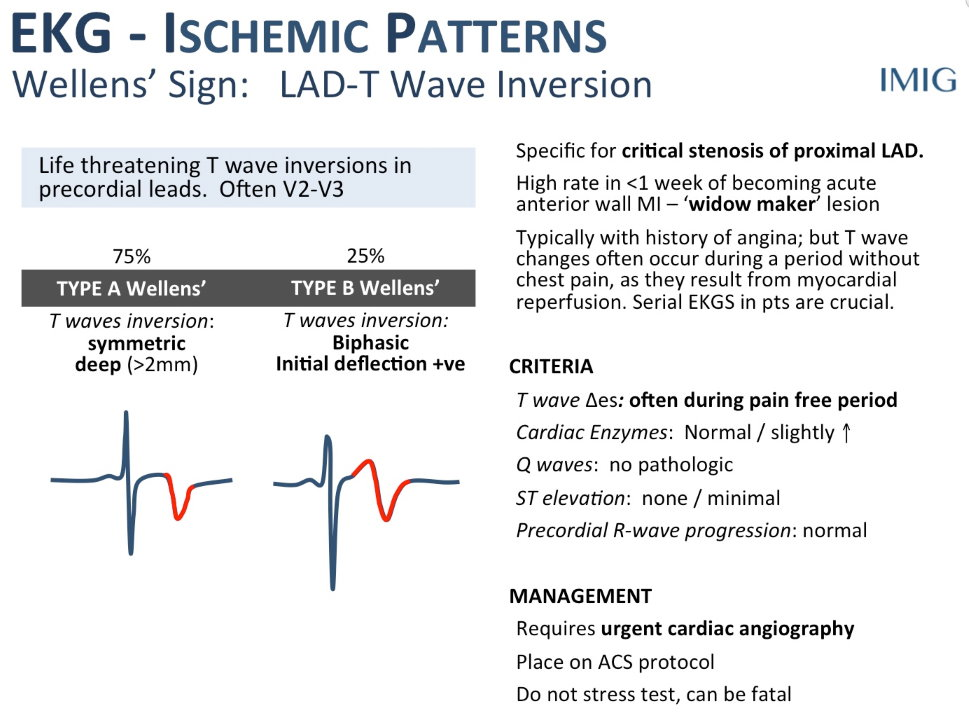 EKG - ISCHEMIC PATTERNS
Wellens’ Sign: LAD-T Wave Inversion
IMIG
Life threatening T wave inversions in
precordial leads. Often V2-V3
75%
TYPE A Wellens’
T waves inversion:
symmetric
deep (>2mm)
25%
TYPE B Wellens’
T waves inversion:
Biphasic
Initial deflection +ve
Specific for critical stenosis of proximal LAD.
High rate in <1 week of becoming acute
anterior wall MI – ‘widow maker’ lesion
Typically with history of angina; but T wave
changes often occur during a period without
chest pain, as they result from myocardial
reperfusion. Serial EKGS in pts are crucial.
CRITERIA
T wave Δes: often during pain free period
Cardiac Enzymes: Normal / slightly ↑
Q waves: no pathologic
ST elevation: none / minimal
Precordial R-wave progression: normal
MANAGEMENT
Requires urgent cardiac angiography
Place on ACS protocol
Do not stress test, can be fatal